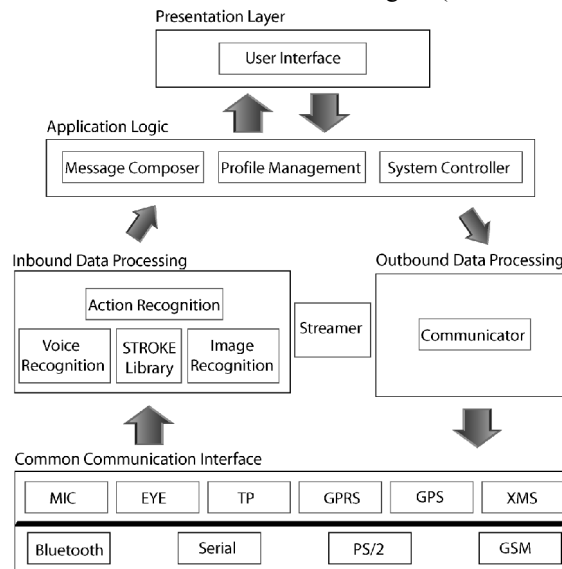 Presentation Layer
User Interface
Application Logic
Message Composer
Profile Management
System Controller
Inbound Data Processing
Outbound Data Processing
Action Recognition
Voice
Recognition
STROKE
Library
Image
Recognition
Streamer
Communicator
Common Communication Interface
MIC
EYE
TP
GPRS
GPS
XMS
Bluetooth
Serial
PS/2
GSM